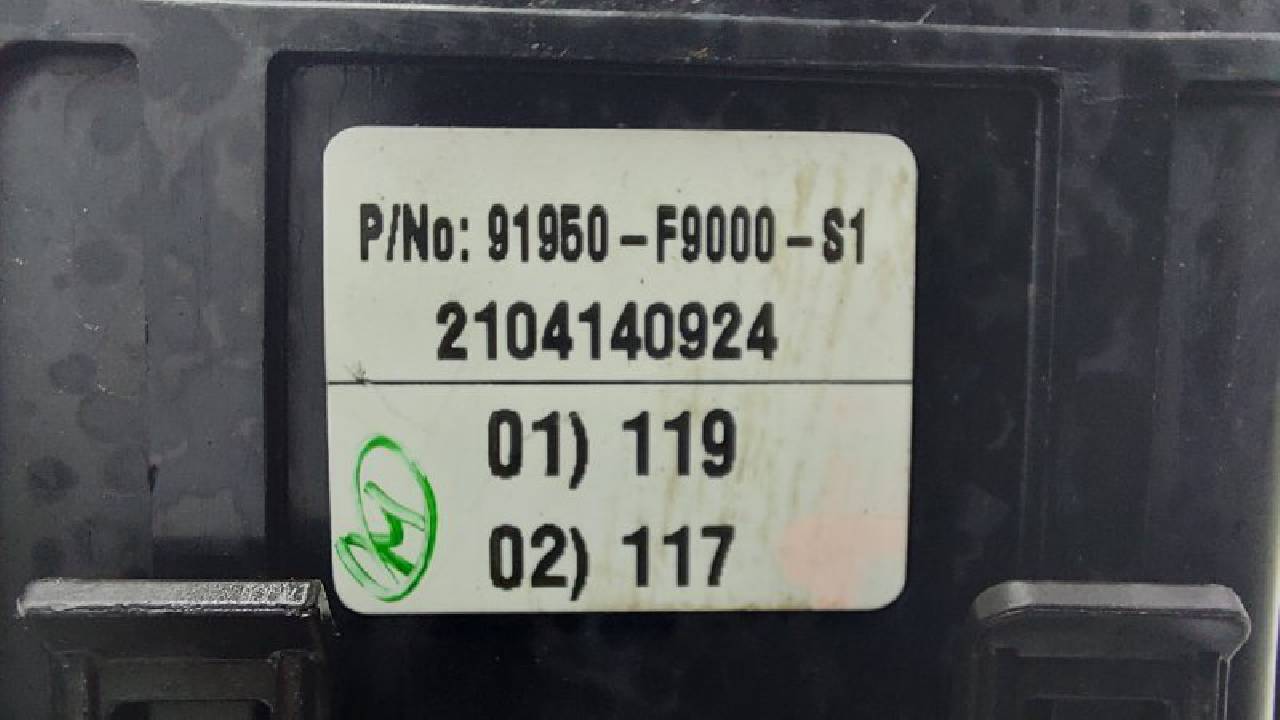 P/No: 91950-F9000-S1
2104140924
01) 119
02) 117
M